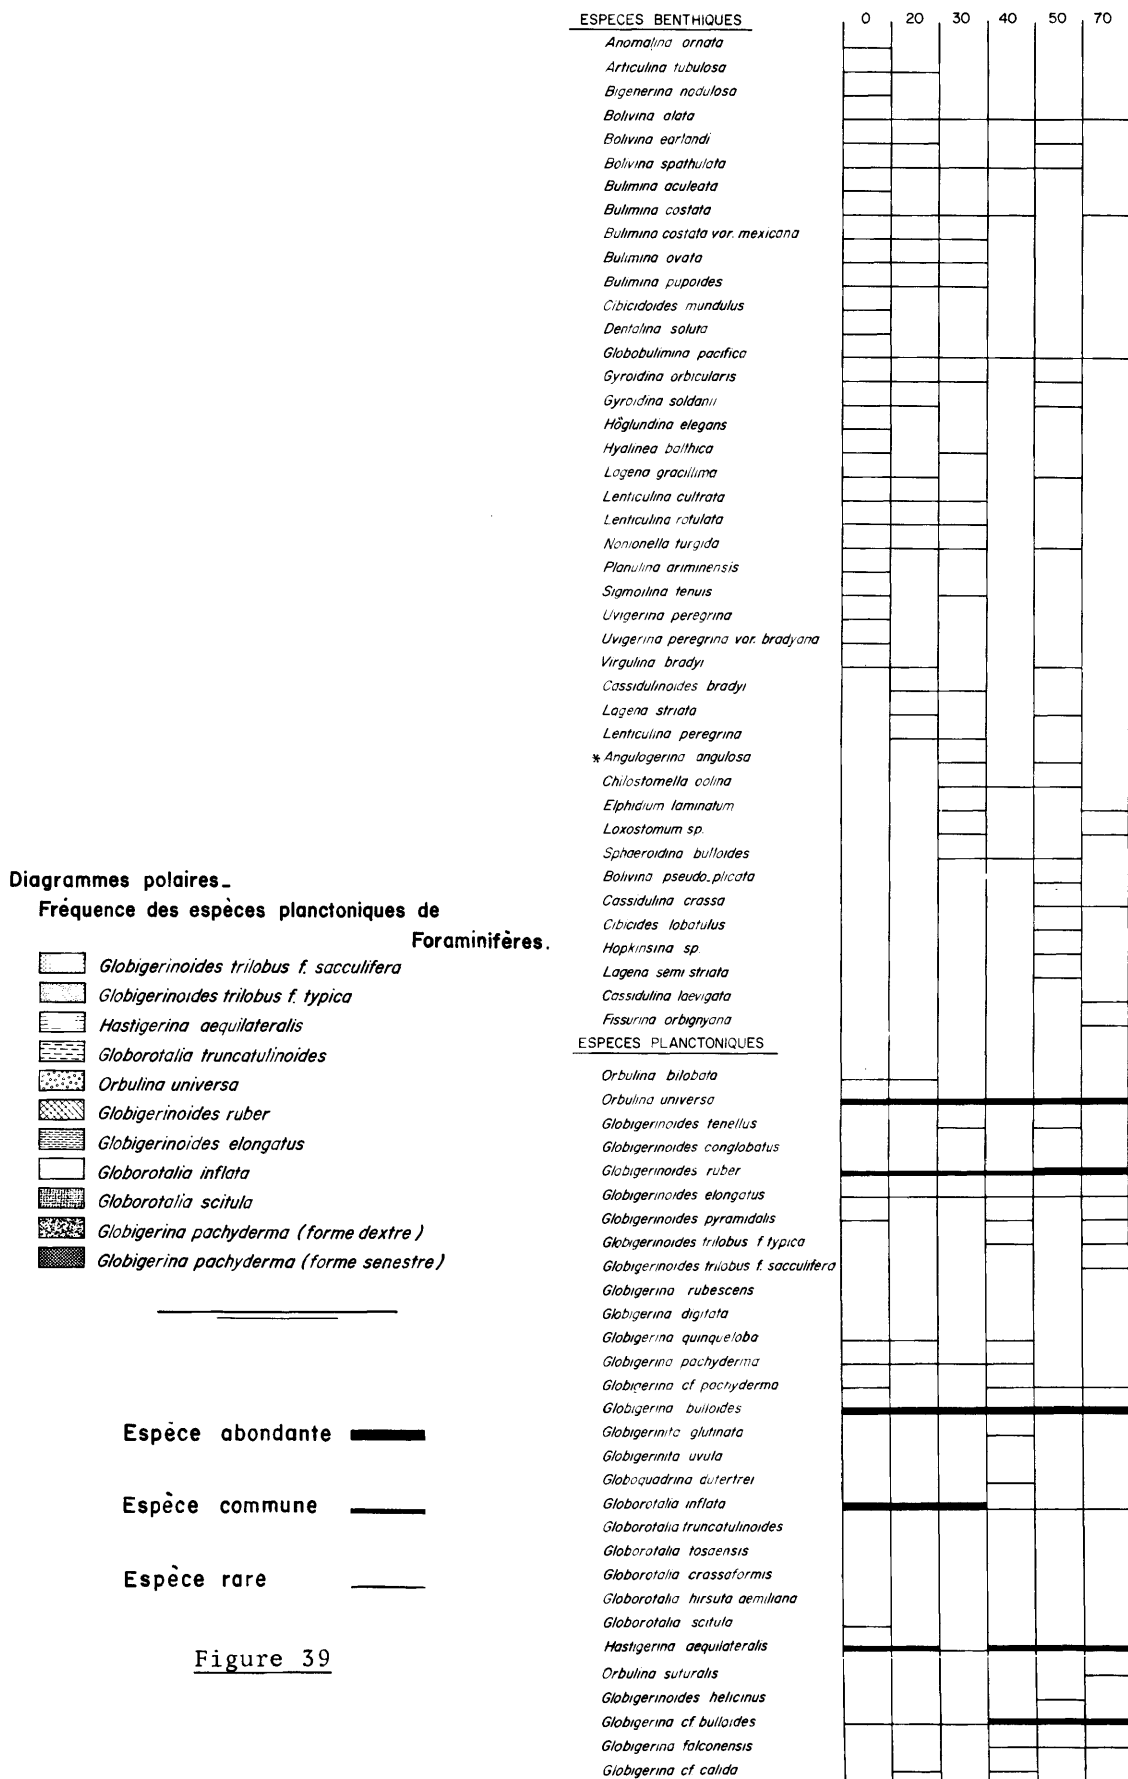 ESPECES BENTHIQUES 0 20 30 40 50 70
Anomalina ornata
Articulina tubulosa
Bigenerina nodulosa
Bolivina alata
Bolivina earlandi
Bolivina spathulata
Bulimina aculeata
Bulimina costata
Bulimina costata var. mexicana
Bulimina ovata
Bulimina pupoides
Cibicidoides mundulus
Dentalina soluta
Globobulimina pacifica
Gyroidina orbicularis
Gyroidina soldanii
Höglundina elegans
Hyalinea balthica
Lagena gracillima
Lenticulina cultrata
Lenticulina rotulata
Nonionella turgida
Planulina ariminensis
Sigmoilina tenuis
Uvigerina peregrina
Uvigerina peregrina var. bradyana
Virgulina bradyi
Cassidulinoides bradyi
Lagena striata
Lenticulina peregrina
* Angulogerina angulosa
Chilostomella oolina
Elphidium laminatum
Loxostomum sp.
Sphaeroidina bulloides
Bolivina pseudo_plicata
Cassidulina crassa
Cibicides lobatulus
Hopkinsina sp.
Lagena semi striata
Cassidulina laevigata
Fissurina orbignyana
ESPECES PLANCTONIQUES
Orbulina bilobata
Orbulina universa
Globigerinoides tenellus
Globigerinoides conglobatus
Globigerinoides ruber
Globigerinoides elongatus
Globigerinoides pyramidalis
Globigerinoides trilobus f typica
Globigerinoides trilobus f. sacculifera
Globigerina rubescens
Globigerina digitata
Globigerina quinqueloba
Globigerina pachyderma
Globigerina cf pachyderma
Globigerina bulloides
Globigerinita glutinata
Globigerinita uvula
Globoquadrina dutertrei
Globorotalia inflata
Globorotalia truncatulinoides
Globorotalia tosaensis
Globorotalia crassaformis
Globorotalia hirsuta aemiliana
Globorotalia scitula
Hastigerina aequilateralis
Orbulina suturalis
Globigerinoides helicinus
Globigerina cf bulloides
Globigerina falconensis
Globigerina cf calida
Diagrammes polaires_
Fréquence des espèces planctoniques de
Foraminifères.
Globigerinoides trilobus f. sacculifera
Globigerinoides trilobus f. typica
Hastigerina aequilateralis
Globorotalia truncatulinoides
Orbulina universa
Globigerinoides ruber
Globigerinoides elongatus
Globorotalia inflata
Globorotalia scitula
Globigerina pachyderma (forme dextre)
Globigerina pachyderma (forme senestre)
Espèce abondante
Espèce commune
Espèce rare
Figure 39